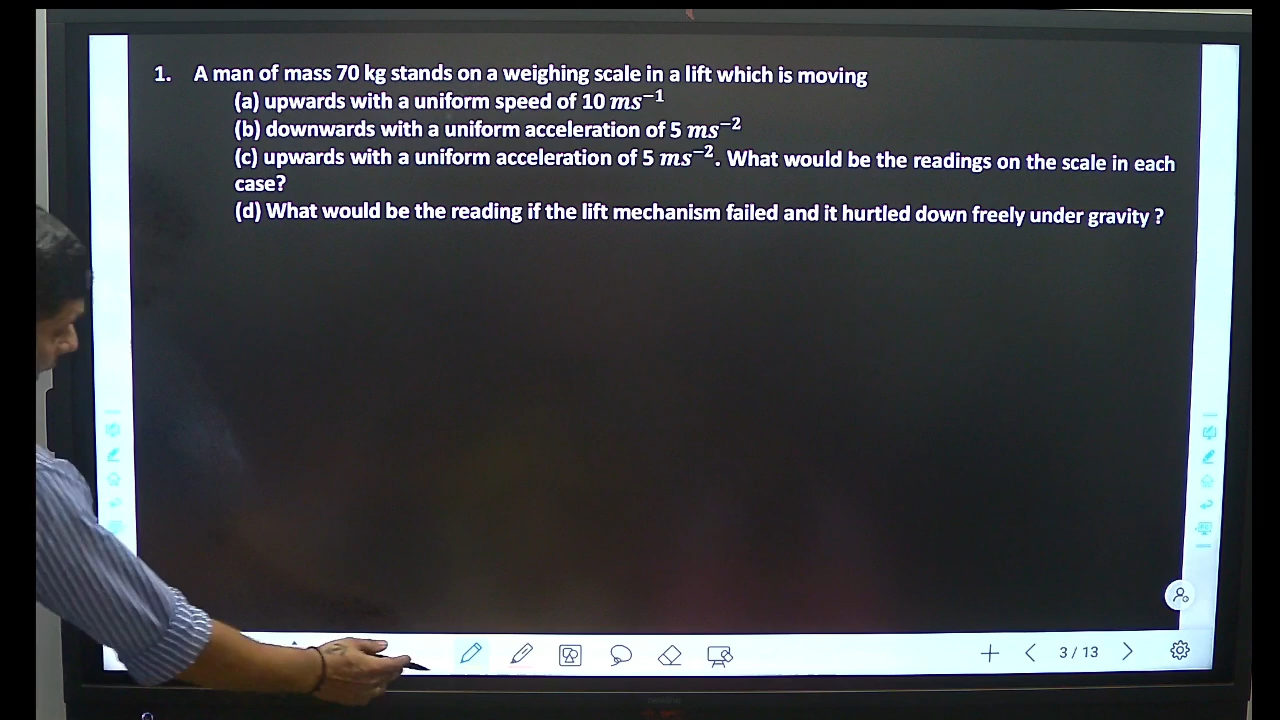 1. A man of mass 70 kg stands on a weighing scale in a lift which is moving
(a) upwards with a uniform speed of 10 ms⁻¹
(b) downwards with a uniform acceleration of 5 ms⁻²
(c) upwards with a uniform acceleration of 5 ms⁻². What would be the readings on the scale in each
case?
(d) What would be the reading if the lift mechanism failed and it hurtled down freely under gravity ?
3 / 13